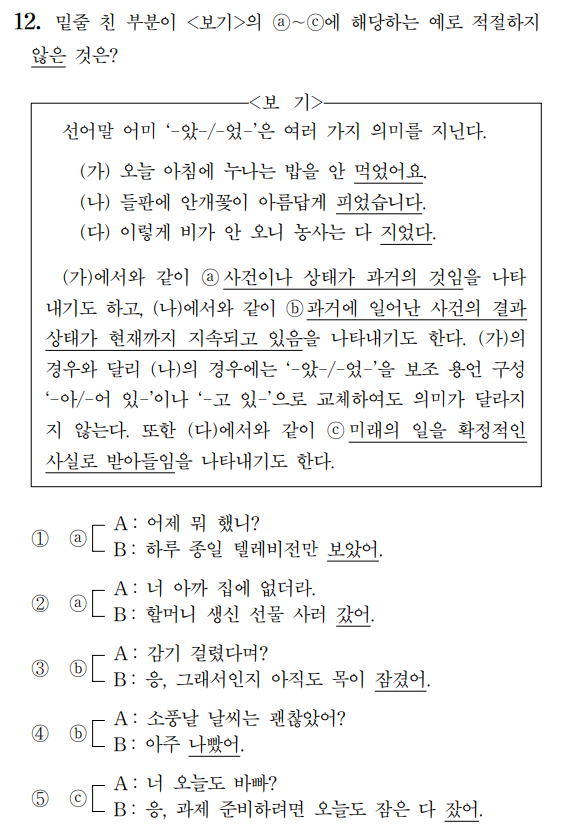 12. 밑줄 친 부분이 <보기>의 ⓐ~ⓒ에 해당하는 예로 적절하지
않은 것은?
<보 기>
선어말 어미 ‘-았-/-었-’은 여러 가지 의미를 지닌다.
(가) 오늘 아침에 누나는 밥을 안 먹었어요.
(나) 들판에 안개꽃이 아름답게 피었습니다.
(다) 이렇게 비가 안 오니 농사는 다 지었다.
(가)에서와 같이 ⓐ사건이나 상태가 과거의 것임을 나타
내기도 하고, (나)에서와 같이 ⓑ과거에 일어난 사건의 결과
상태가 현재까지 지속되고 있음을 나타내기도 한다. (가)의
경우와 달리 (나)의 경우에는 ‘-았-/-었-’을 보조 용언 구성
‘-아/-어 있-’이나 ‘-고 있-’으로 교체하여도 의미가 달라지
지 않는다. 또한 (다)에서와 같이 ⓒ미래의 일을 확정적인
사실로 받아들임을 나타내기도 한다.
① ⓐ A : 어제 뭐 했니?
B : 하루 종일 텔레비전만 보았어.
② ⓐ A : 너 아까 집에 없더라.
B : 할머니 생신 선물 사러 갔어.
③ ⓑ A : 감기 걸렸다며?
B : 응, 그래서인지 아직도 목이 잠겼어.
④ ⓑ A : 소풍날 날씨는 괜찮았어?
B : 아주 나빴어.
⑤ ⓒ A : 너 오늘도 바빠?
B : 응, 과제 준비하려면 오늘도 잠은 다 잤어.